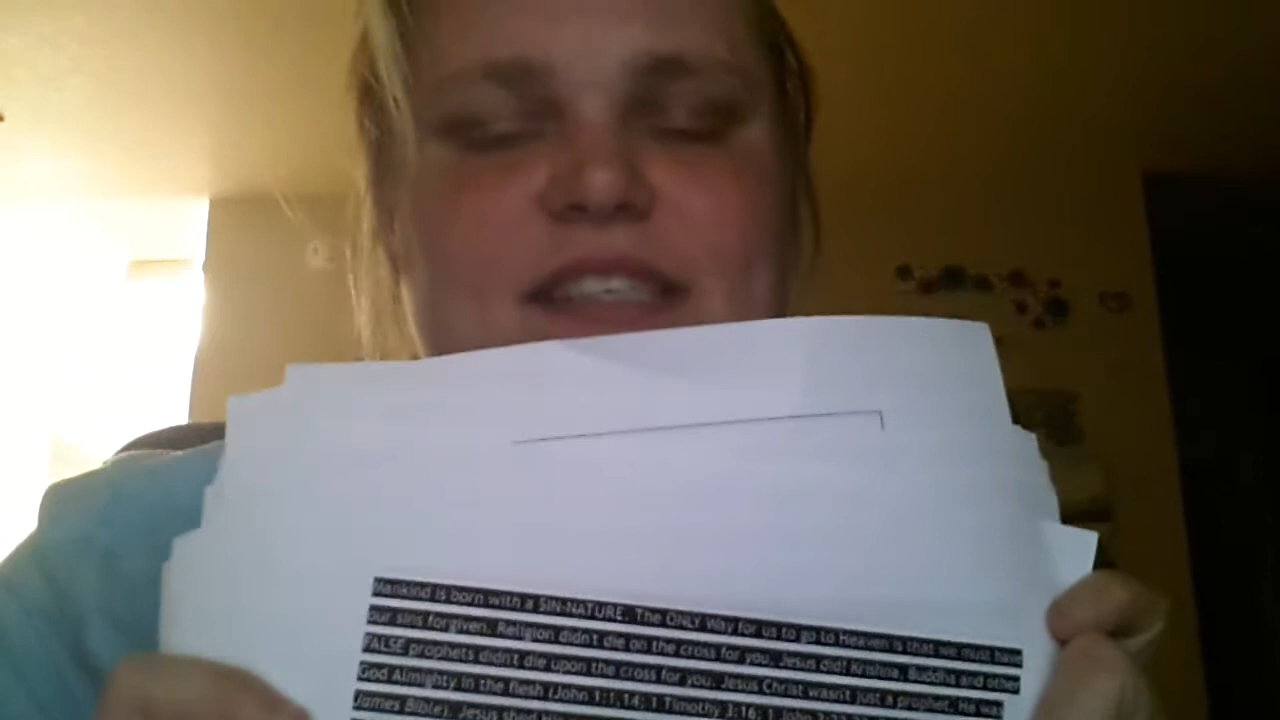 Mankind is born with a SIN-NATURE. The ONLY Way for us to go to Heaven is that we must have
our sins forgiven. Religion didn't die on the cross for you, Jesus did! Krishna, Buddha and other
FALSE prophets didn't die upon the cross for you. Jesus Christ wasn't just a prophet, He was
God Almighty in the flesh (John 1:1,14; 1 Timothy 3:16; 1 John
James Bible). Jesus shed